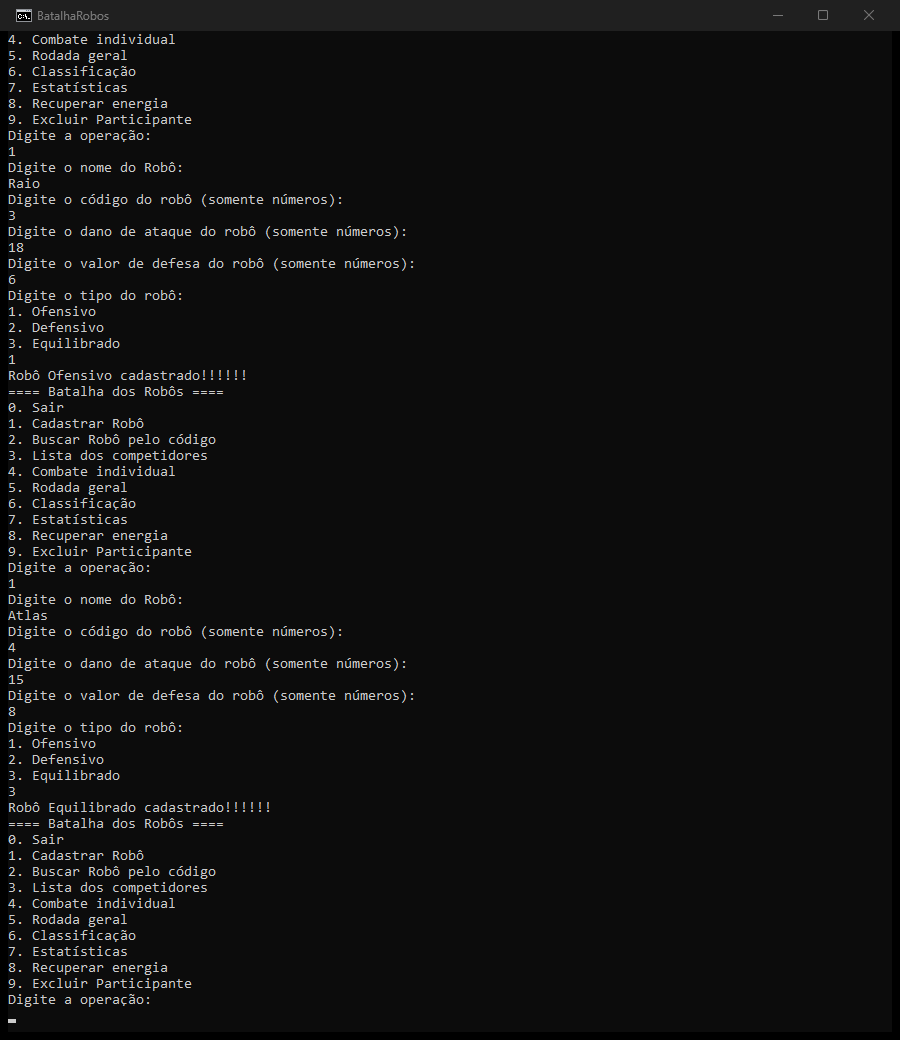 BatalhaRobos
4. Combate individual
5. Rodada geral
6. Classificação
7. Estatísticas
8. Recuperar energia
9. Excluir Participante
Digite a operação:
1
Digite o nome do Robô:
Raio
Digite o código do robô (somente números):
3
Digite o dano de ataque do robô (somente números):
18
Digite o valor de defesa do robô (somente números):
6
Digite o tipo do robô:
1. Ofensivo
2. Defensivo
3. Equilibrado
1
Robô Ofensivo cadastrado!!!!!!
==== Batalha dos Robôs ====
0. Sair
1. Cadastrar Robô
2. Buscar Robô pelo código
3. Lista dos competidores
4. Combate individual
5. Rodada geral
6. Classificação
7. Estatísticas
8. Recuperar energia
9. Excluir Participante
Digite a operação:
1
Digite o nome do Robô:
Atlas
Digite o código do robô (somente números):
4
Digite o dano de ataque do robô (somente números):
15
Digite o valor de defesa do robô (somente números):
8
Digite o tipo do robô:
1. Ofensivo
2. Defensivo
3. Equilibrado
3
Robô Equilibrado cadastrado!!!!!!
==== Batalha dos Robôs ====
0. Sair
1. Cadastrar Robô
2. Buscar Robô pelo código
3. Lista dos competidores
4. Combate individual
5. Rodada geral
6. Classificação
7. Estatísticas
8. Recuperar energia
9. Excluir Participante
Digite a operação: